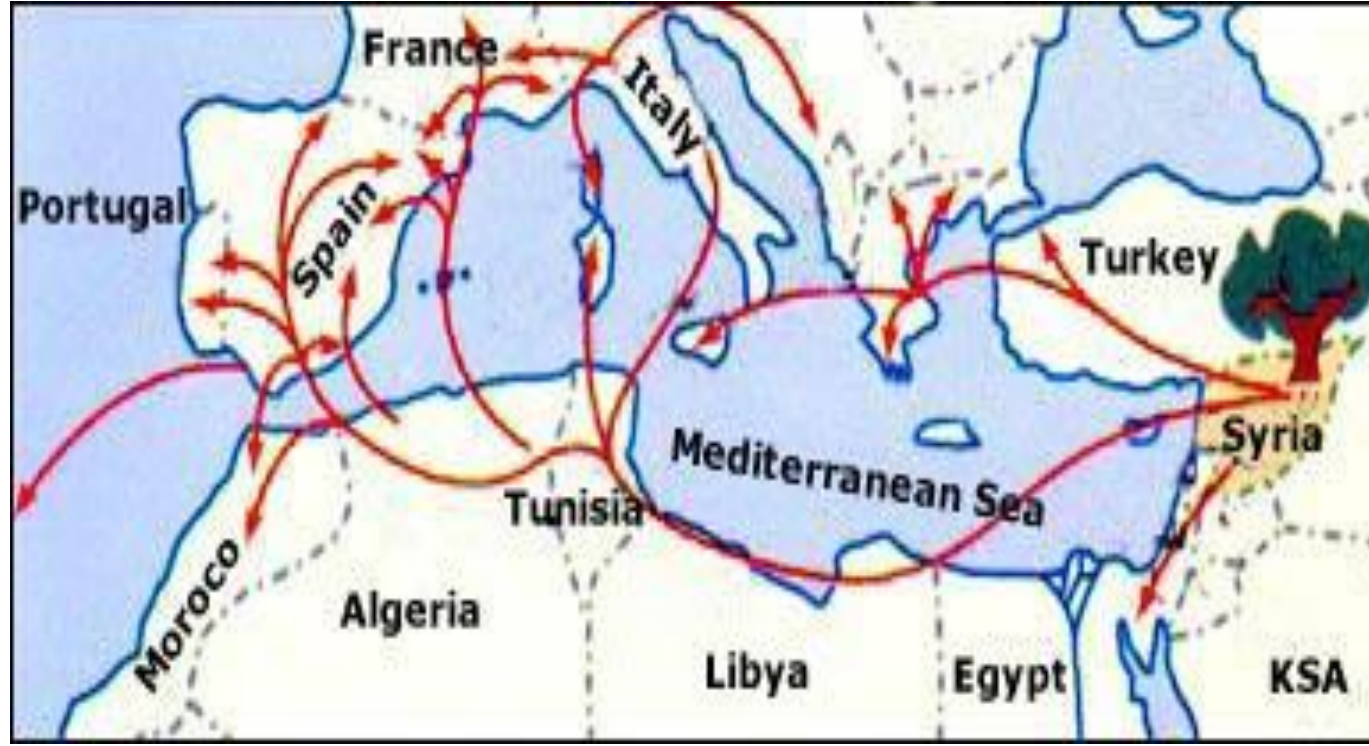 France
Italy
Portugal
Spain
Turkey
Syria
Mediterranean Sea
Tunisia
Moroco
Algeria
Libya
Egypt
KSA